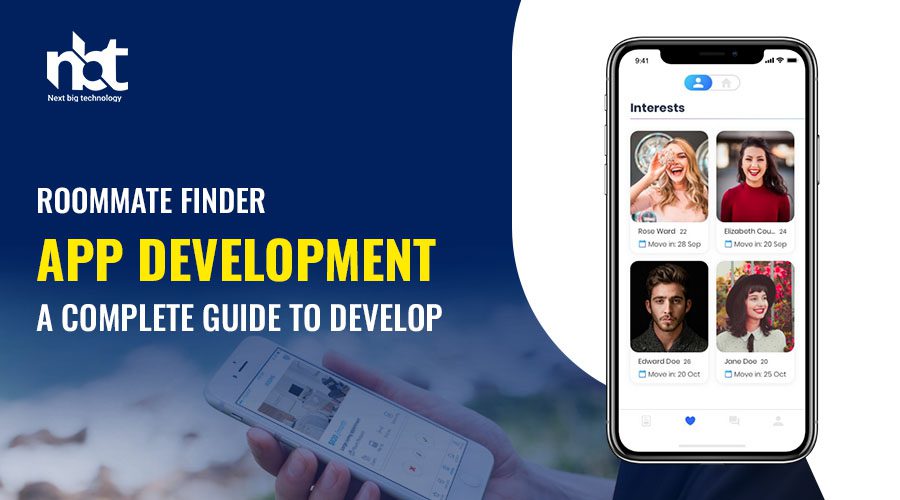 nbt
Next big technology
ROOMMATE FINDER
APP DEVELOPMENT
A COMPLETE GUIDE TO DEVELOP
9:41
Interests
Rose Ward 22
Move in: 28 Sep
Elizabeth Cou... 24
Move in: 20 Sep
Edward Doe 26
Move in: 20 Oct
Jane Doe 20
Move in: 25 Oct